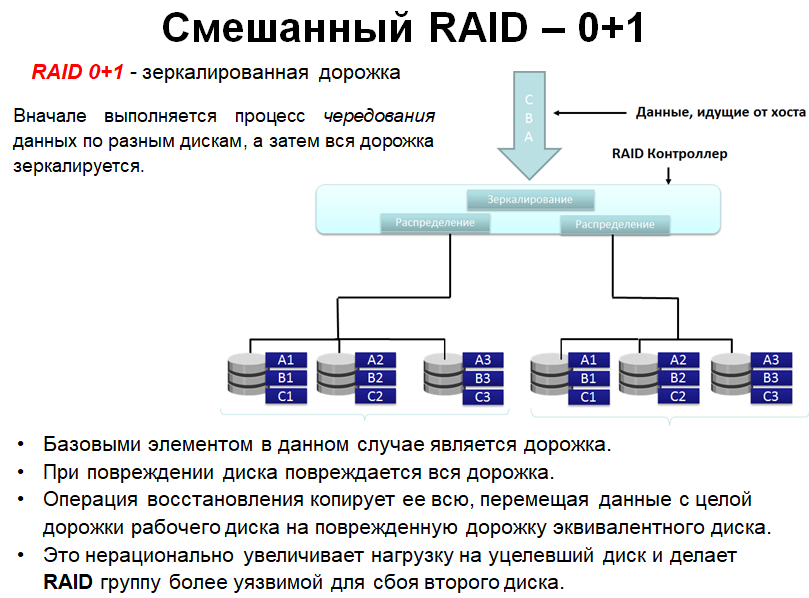 Смешанный RAID – 0+1
RAID 0+1 - зеркалированная дорожка
Вначале выполняется процесс чередования
данных по разным дискам, а затем вся дорожка
зеркалируется.
С
В
А
Данные, идущие от хоста
RAID Контроллер
Зеркалирование
Распределение
Распределение
A1
B1
C1
A2
B2
C2
A3
B3
C3
A1
B1
C1
A2
B2
C2
A3
B3
C3
• Базовыми элементом в данном случае является дорожка.
• При повреждении диска повреждается вся дорожка.
• Операция восстановления копирует ее всю, перемещая данные с целой
дорожки рабочего диска на поврежденную дорожку эквивалентного диска.
• Это нерационально увеличивает нагрузку на уцелевший диск и делает
RAID группу более уязвимой для сбоя второго диска.